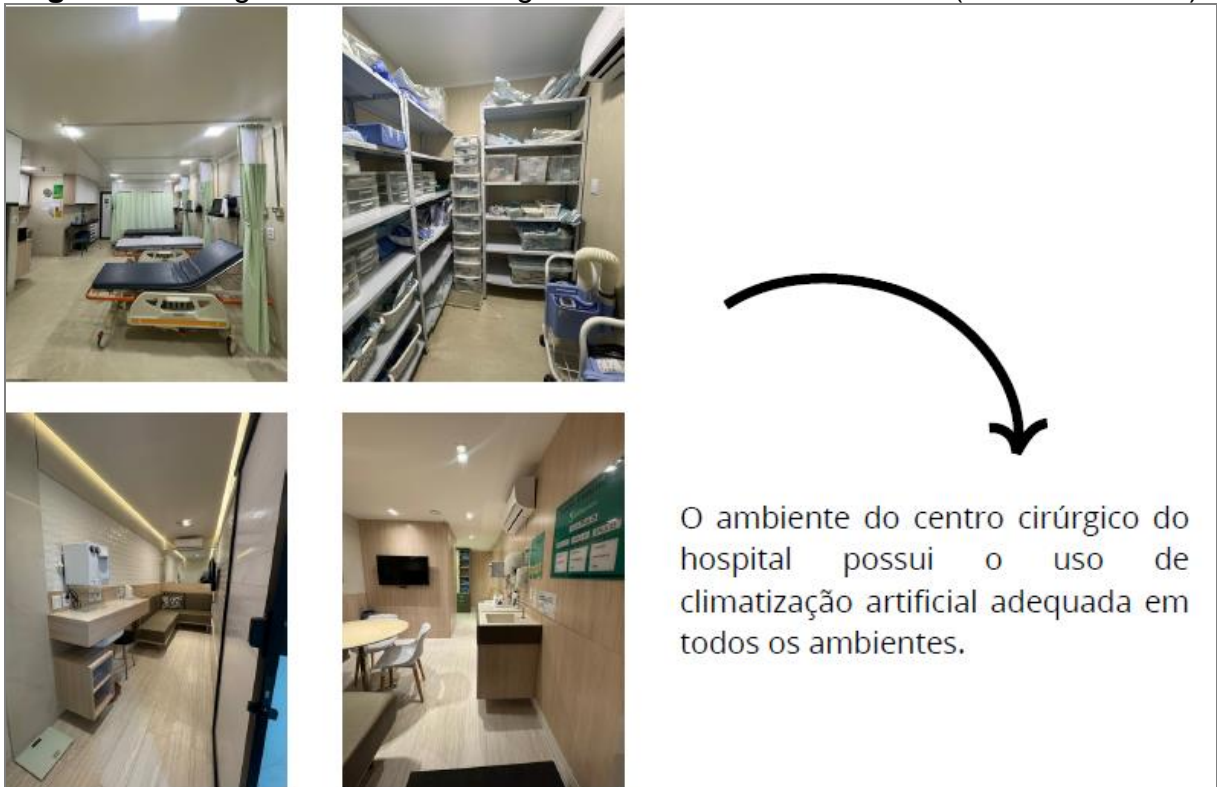 O ambiente do centro cirúrgico do
hospital possui o uso de
climatização artificial adequada em
todos os ambientes.